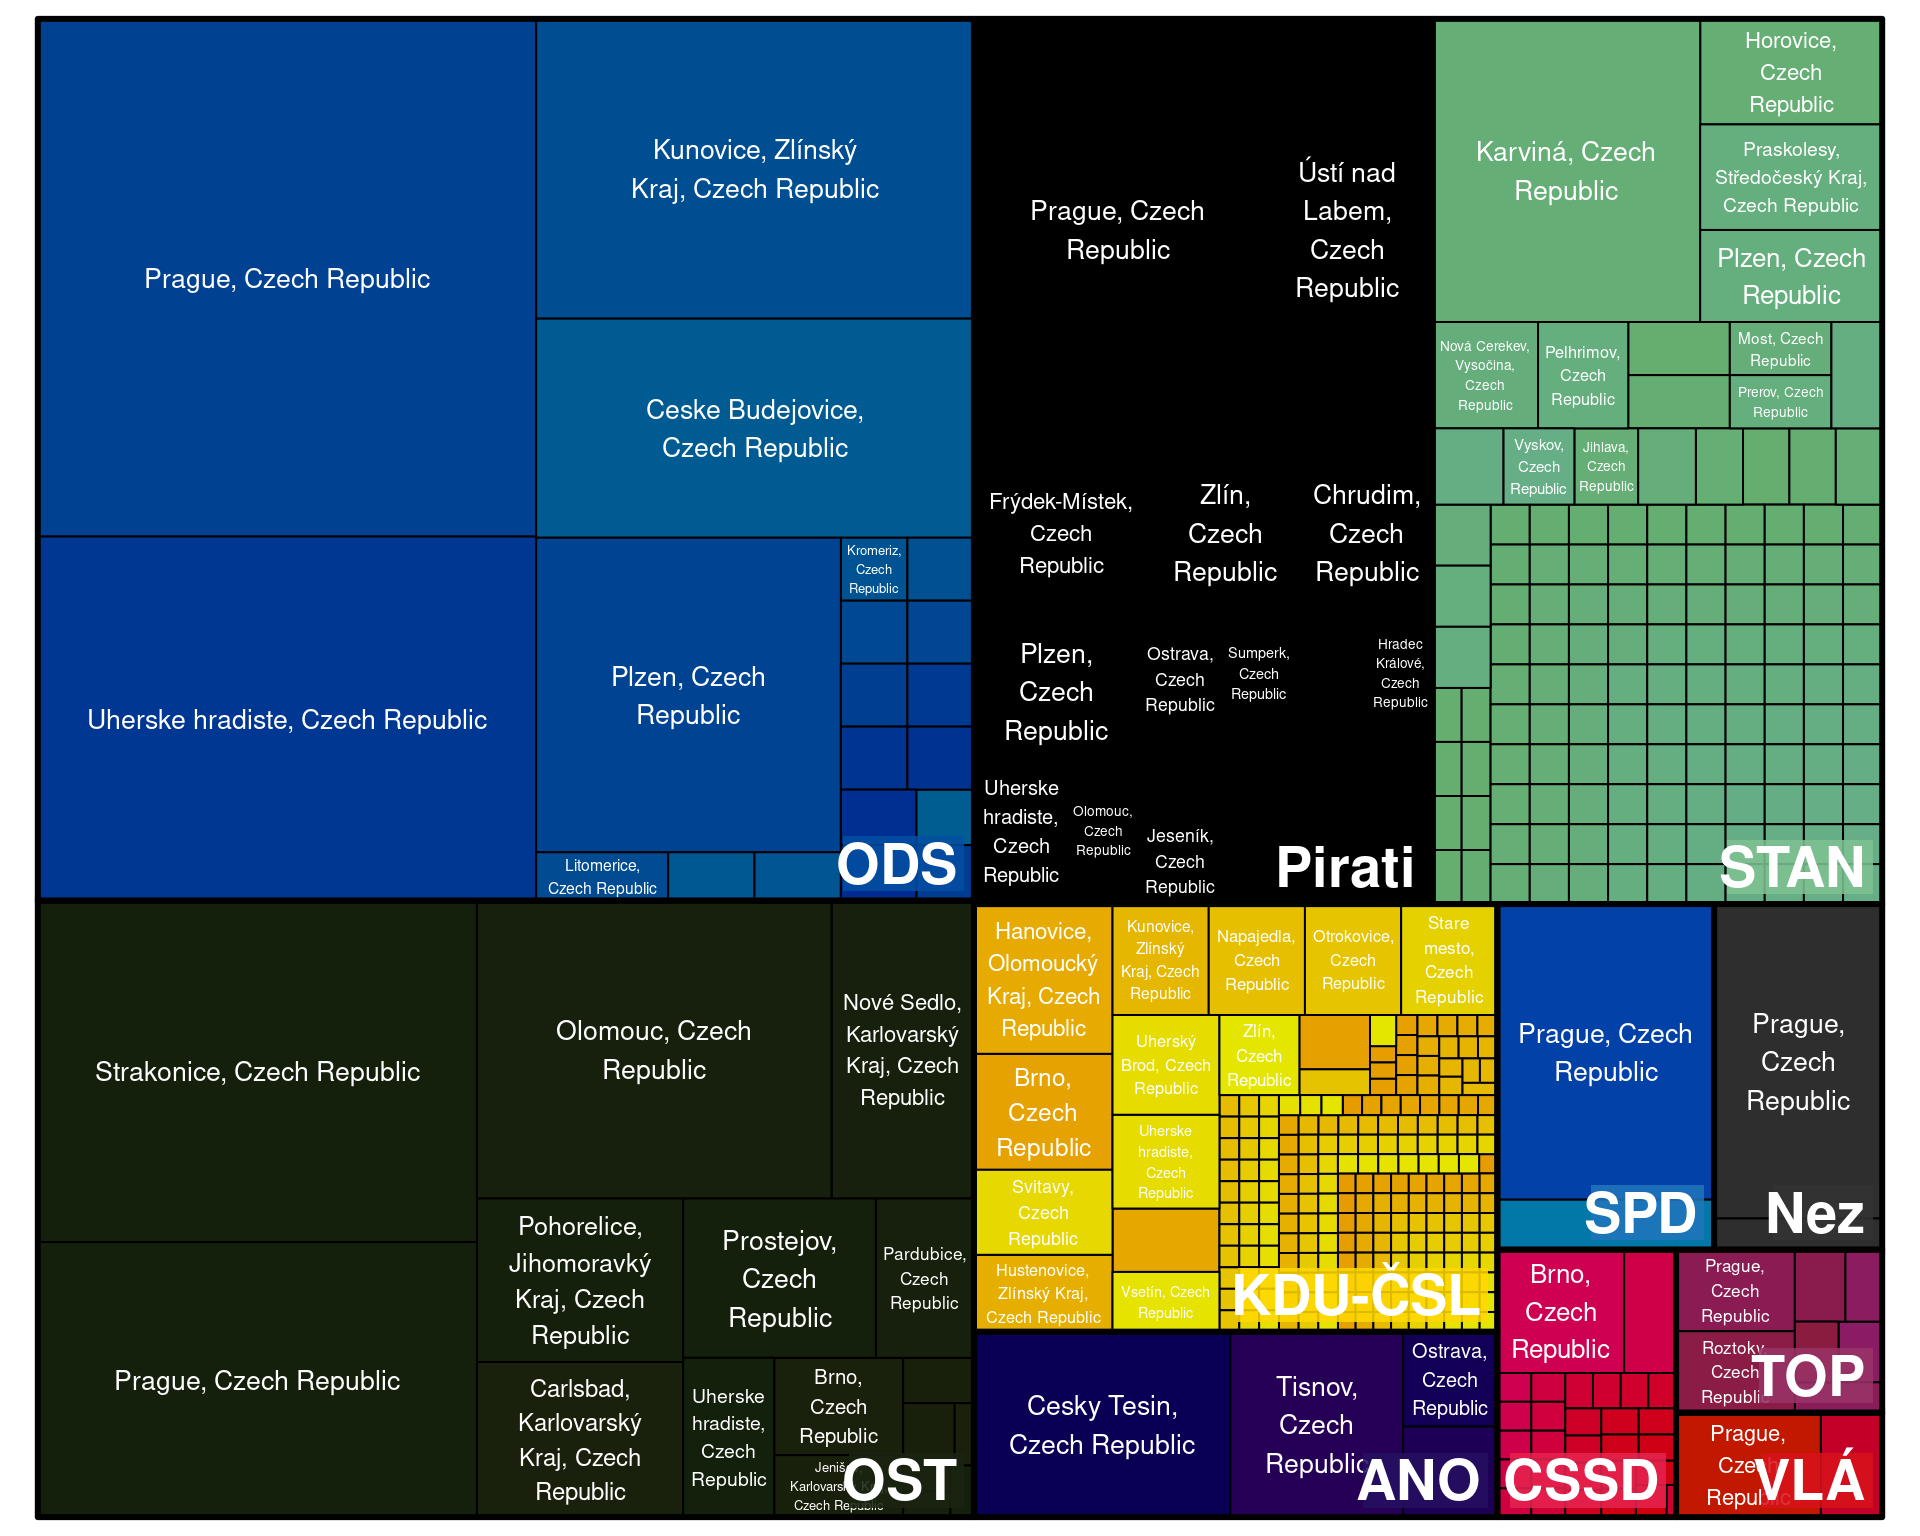 Prague, Czech Republic
Kunovice, Zlínský
Kraj, Czech Republic
Ceske Budejovice,
Czech Republic
Uherske hradiste, Czech Republic
Plzen, Czech
Republic
Kromeriz,
Czech
Republic
Litomerice,
Czech Republic
ODS
Prague, Czech
Republic
Ústí nad
Labem,
Czech
Republic
Frýdek-Místek,
Czech
Republic
Zlín,
Czech
Republic
Chrudim,
Czech
Republic
Plzen,
Czech
Republic
Ostrava,
Czech
Republic
Sumperk,
Czech
Republic
Hradec
Králové,
Czech
Republic
Uherske
hradiste,
Czech
Republic
Olomouc,
Czech
Republic
Jeseník,
Czech
Republic
Pirati
Karviná, Czech
Republic
Horovice,
Czech
Republic
Praskolesy,
Středočeský Kraj,
Czech Republic
Plzen, Czech
Republic
Nová Cerekev,
Vysočina,
Czech
Republic
Pelhrimov,
Czech
Republic
Most, Czech
Republic
Prerov, Czech
Republic
Vyskov,
Czech
Republic
Jihlava,
Czech
Republic
STAN
Strakonice, Czech Republic
Prague, Czech Republic
Olomouc, Czech
Republic
Nové Sedlo,
Karlovarský
Kraj, Czech
Republic
Pohorelice,
Jihomoravký
Kraj, Czech
Republic
Prostejov,
Czech
Republic
Pardubice,
Czech
Republic
Carlsbad,
Karlovarský
Kraj, Czech
Republic
Uherske
hradiste,
Czech
Republic
Brno,
Czech
Republic
Czech Republic
OST
Hanovice,
Olomoucký
Kraj, Czech
Republic
Kunovice,
Zlínský
Kraj, Czech
Republic
Napajedla,
Czech
Republic
Otrokovice,
Czech
Republic
Stare
mesto,
Czech
Republic
Brno,
Czech
Republic
Uherský
Brod, Czech
Republic
Zlín,
Czech
Republic
Svitavy,
Czech
Republic
Uherske
hradiste,
Czech
Republic
Hustenovice,
Zlínský Kraj,
Czech Republic
Vsetín, Czech
Republic
KDU-ČSL
Prague, Czech
Republic
SPD
Prague,
Czech
Republic
Nez
Cesky Tesin,
Czech Republic
Tisnov,
Czech
Republic
Ostrava,
Czech
Republic
ANO
Brno,
Czech
Republic
CSSD
Prague,
Czech
Republic
Roztoky,
Czech
Republic
TOP
Prague,
Czech
Republic
VLÁ